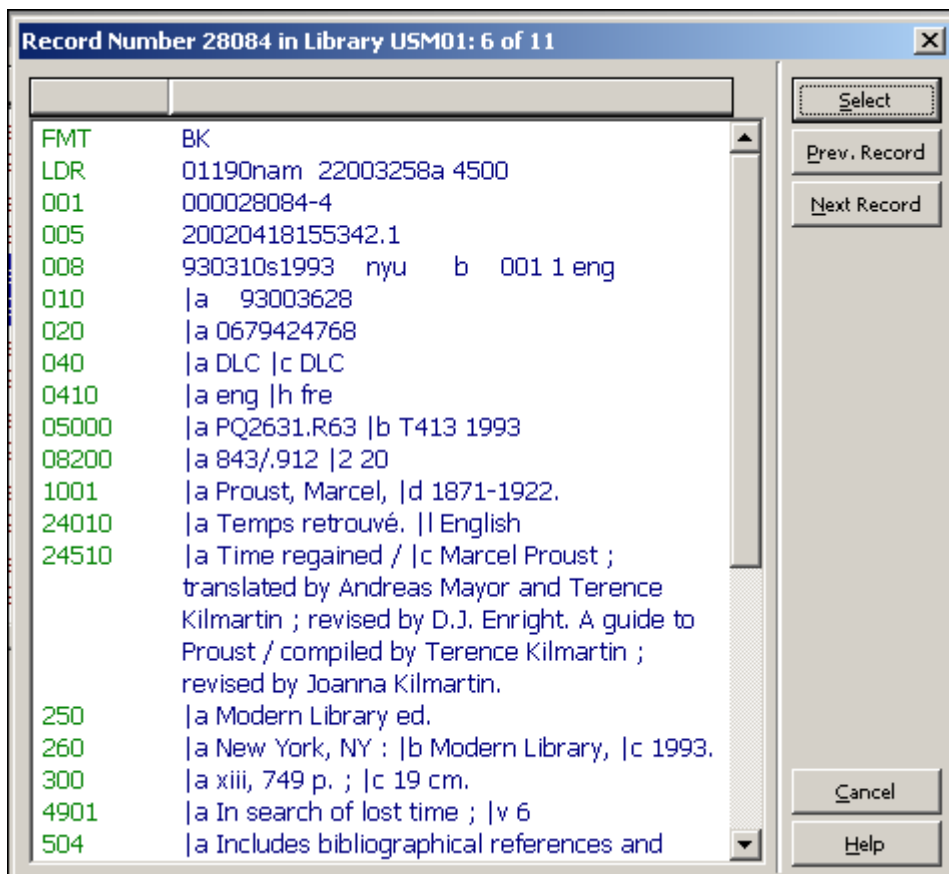 Record Number 28084 in Library USM01: 6 of 11
FMT BK
LDR 01190nam 22003258a 4500
001 000028084-4
005 20020418155342.1
008 930310s1993 nyu b 001 1 eng
010 |a 93003628
020 |a 0679424768
040 |a DLC |c DLC
0410 |a eng |h fre
05000 |a PQ2631.R63 |b T413 1993
08200 |a 843/.912 |2 20
1001 |a Proust, Marcel, |d 1871-1922.
24010 |a Temps retrouvé. |l English
24510 |a Time regained / |c Marcel Proust ;
translated by Andreas Mayor and Terence
Kilmartin ; revised by D.J. Enright. A guide to
Proust / compiled by Terence Kilmartin ;
revised by Joanna Kilmartin.
250 |a Modern Library ed.
260 |a New York, NY : |b Modern Library, |c 1993.
300 |a xiii, 749 p. ; |c 19 cm.
4901 |a In search of lost time ; |v 6
504 |a Includes bibliographical references and
Select
Prev. Record
Next Record
Cancel
Help